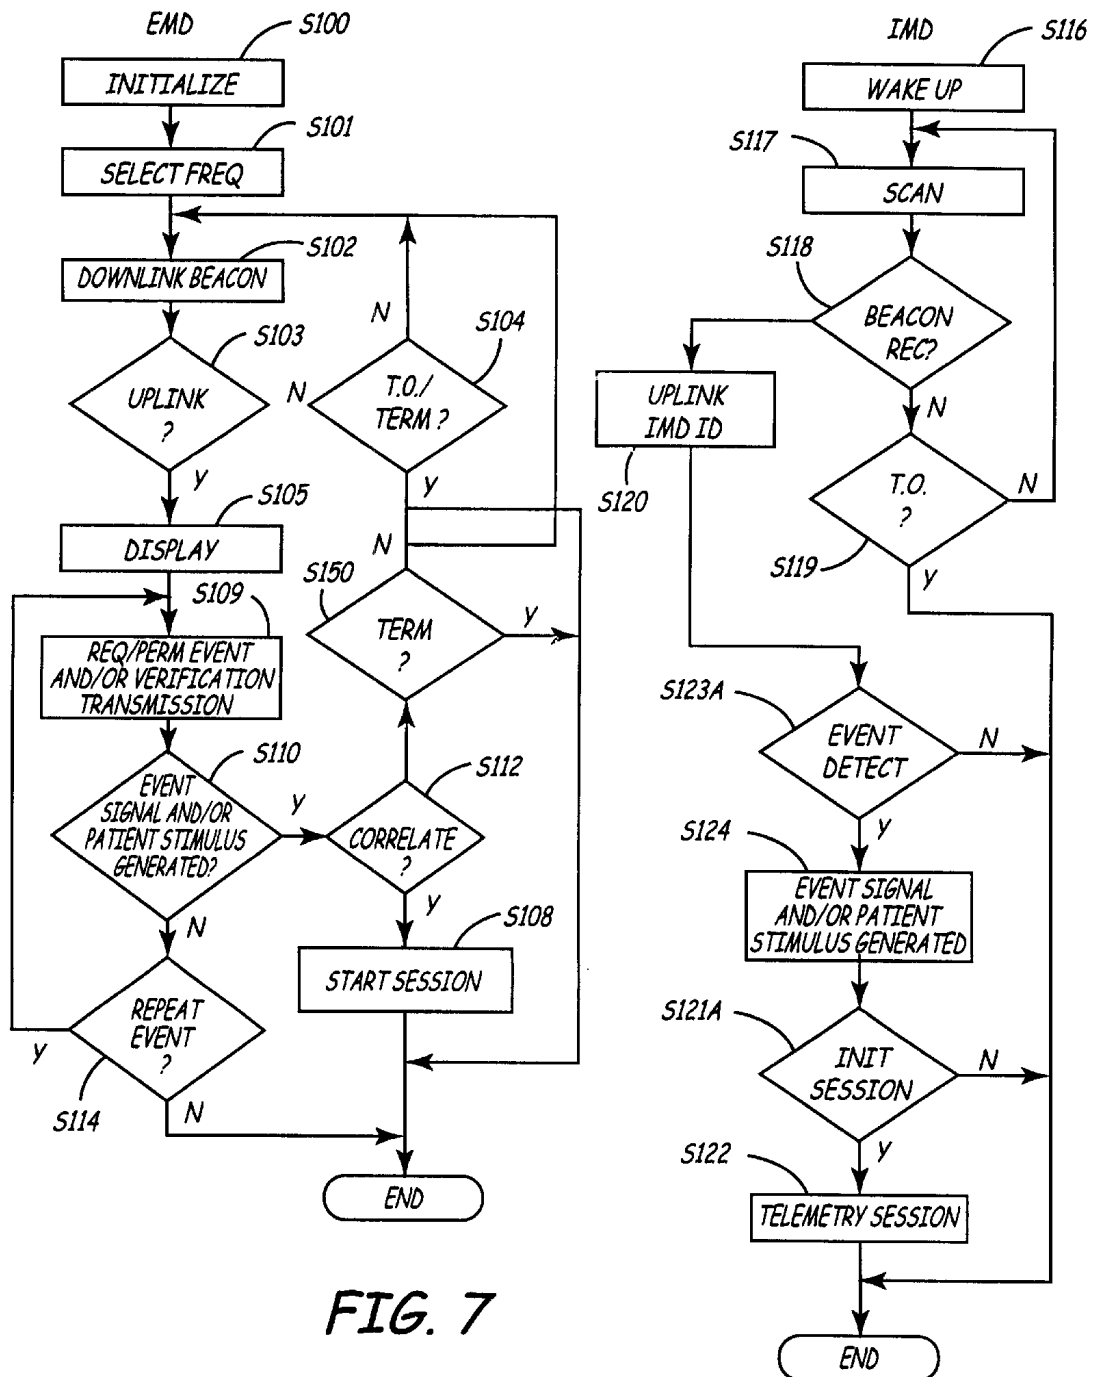 EMD
S100
INITIALIZE
S101
SELECT FREQ
S102
DOWNLINK BEACON
S103
UPLINK
?
N
Y
S104
T.O./
TERM ?
N
Y
S105
DISPLAY
S109
REQ/PERM EVENT
AND/OR VERIFICATION
TRANSMISSION
S110
EVENT
SIGNAL AND/OR
PATIENT STIMULUS
GENERATED?
Y
N
S150
TERM
?
N
Y
S112
CORRELATE
?
Y
S108
START SESSION
REPEAT
EVENT
?
Y
N
S114
END
IMD
S116
WAKE UP
S117
SCAN
S118
BEACON
REC?
N
UPLINK
IMD ID
S120
T.O.
?
N
S119
Y
S123A
EVENT
DETECT
N
Y
S124
EVENT SIGNAL
AND/OR PATIENT
STIMULUS GENERATED
S121A
INIT
SESSION
N
Y
S122
TELEMETRY SESSION
END
FIG. 7